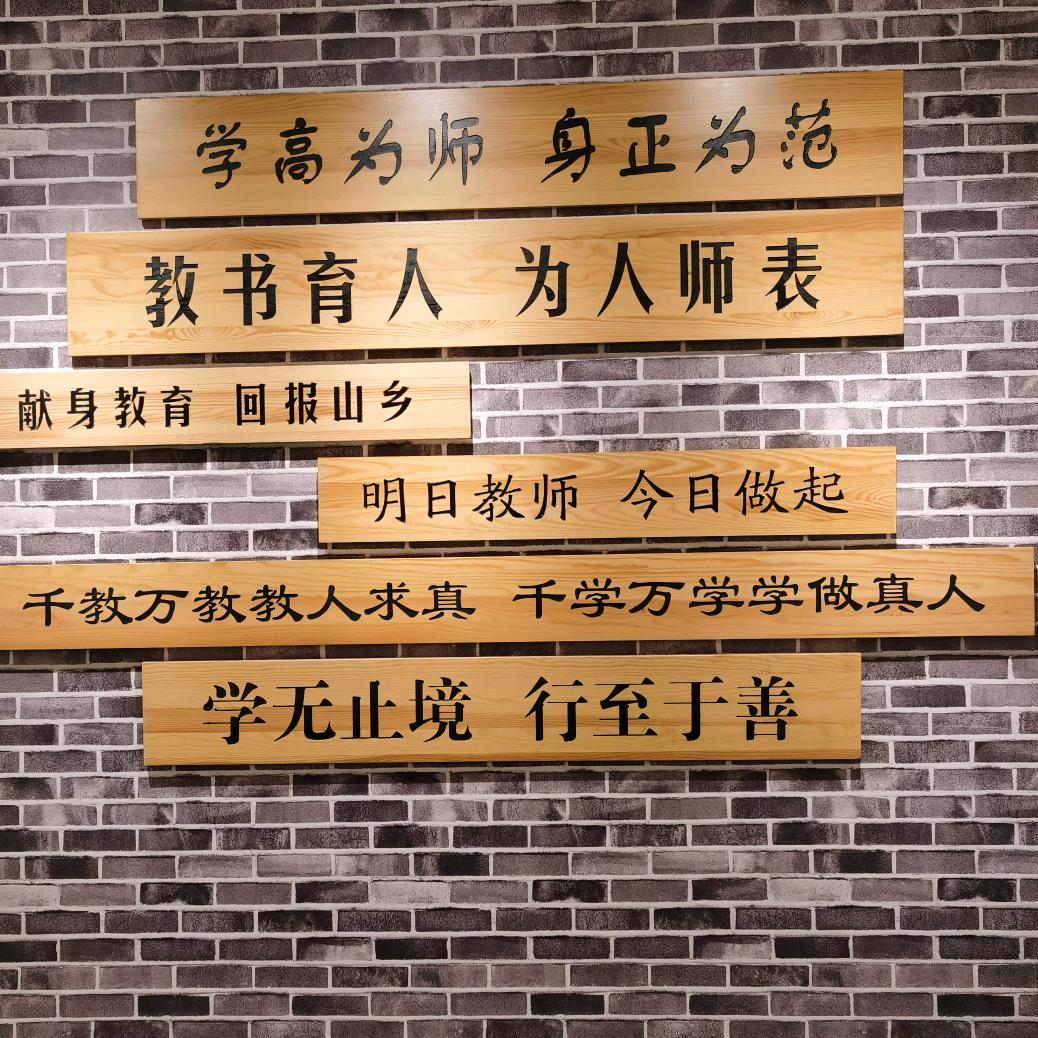 学高为师 身正为范
教书育人 为人师表
献身教育 回报山乡
明日教师 今日做起
千教万教教人求真 千学万学学做真人
学无止境 行至于善